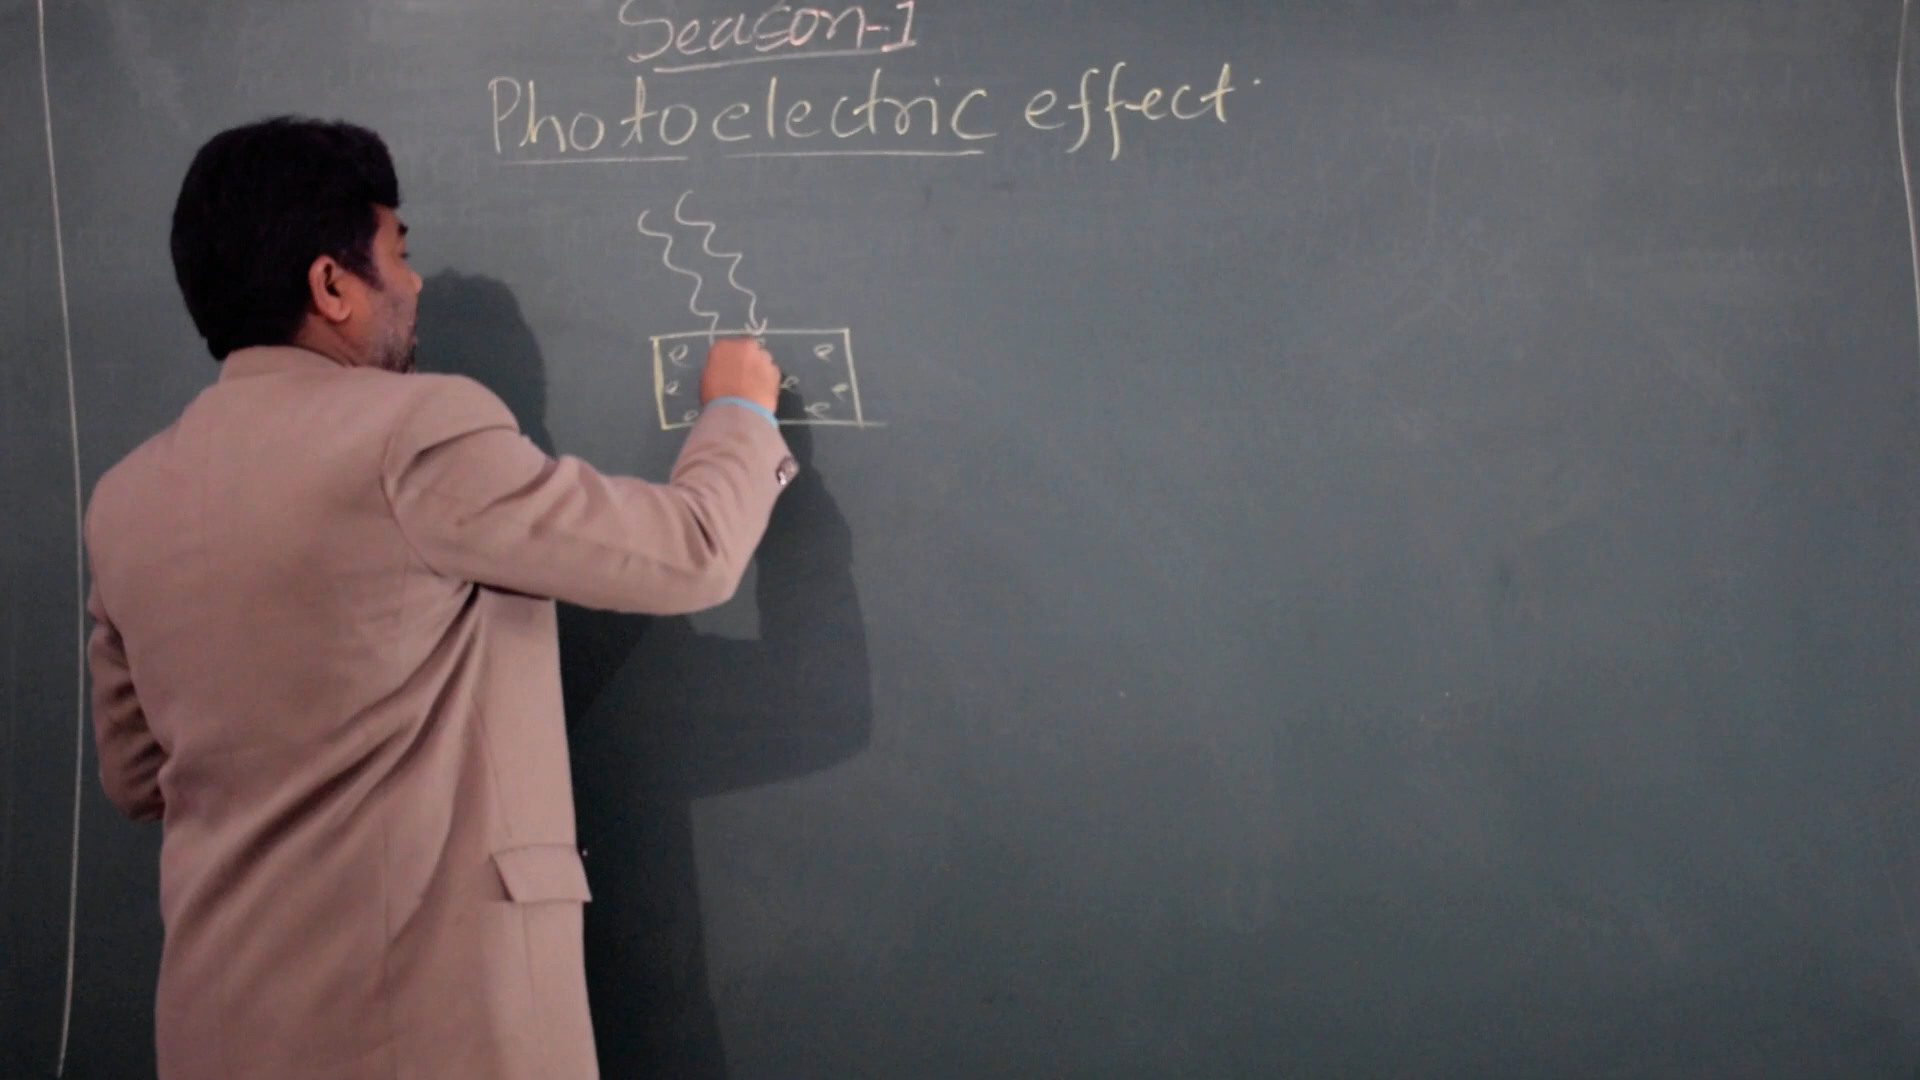 Season-1
Photoelectric effect.
e e
e e e
e e